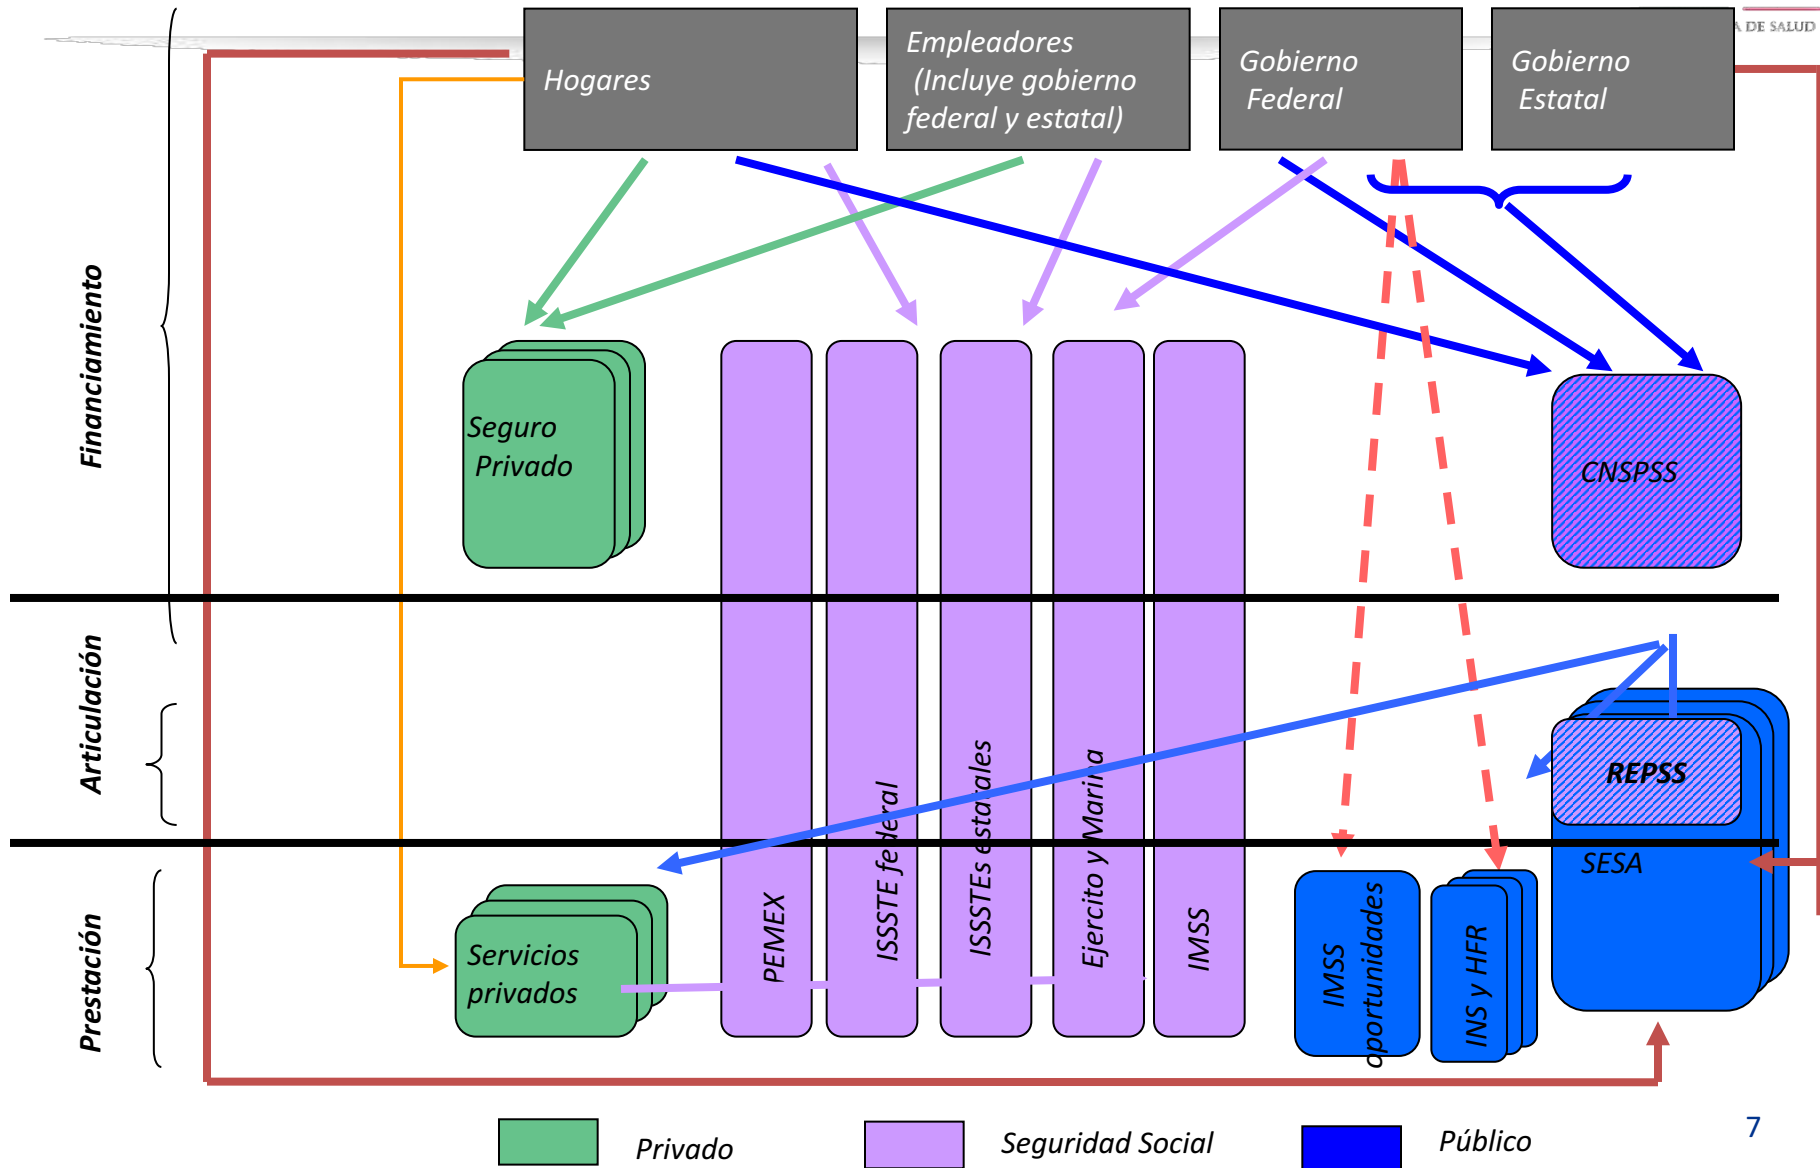 A DE SALUD
Hogares
Empleadores
(Incluye gobierno
federal y estatal)
Gobierno
Federal
Gobierno
Estatal
Financiamiento
Seguro
Privado
CNSPSS
Articulación
REPSS
Prestación
Servicios
privados
PEMEX
ISSSTE federal
ISSSTEs estatales
Ejercito y Marina
IMSS
IMSS
oportunidades
INS y HFR
SESA
Privado
Seguridad Social
Público
7